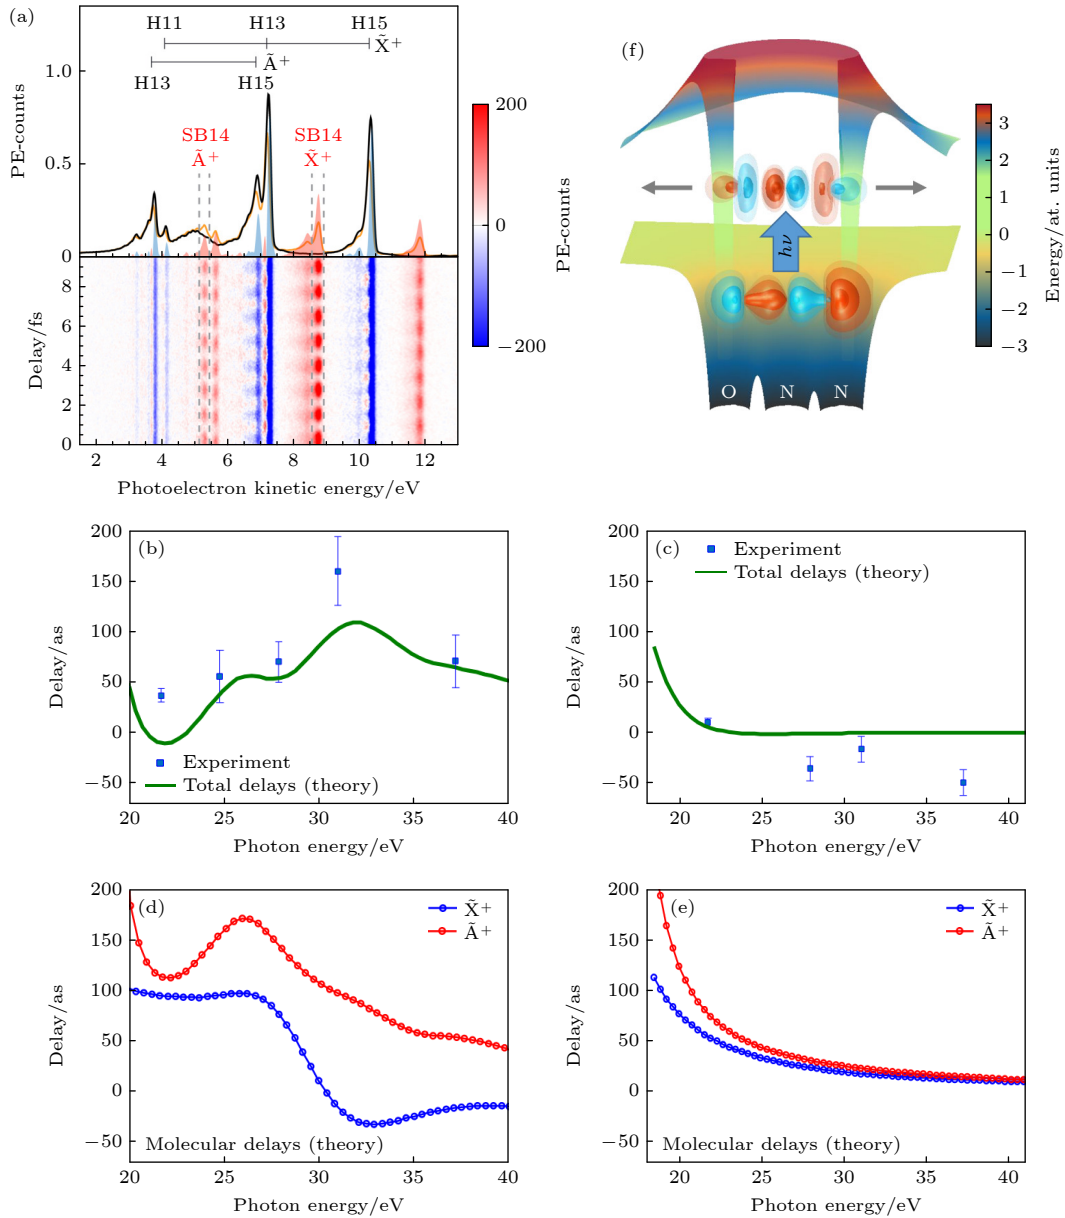 (a)
H11 H13 H15
X̃⁺
Ã⁺
H13 H15
SB14 SB14
Ã⁺ X̃⁺
PE-counts
1.0
0.5
0
200
0
−200
PE-counts
Delay/fs
8
6
4
2
0
2 4 6 8 10 12
Photoelectron kinetic energy/eV
(f)
hν
O N N
3
2
1
0
−1
−2
−3
Energy/at. units
(b)
Experiment
Total delays (theory)
Delay/as
200
150
100
50
0
−50
20 25 30 35 40
Photon energy/eV
(c)
Experiment
Total delays (theory)
Delay/as
200
150
100
50
0
−50
20 25 30 35 40
Photon energy/eV
(d)
X̃⁺
Ã⁺
Delay/as
200
150
100
50
0
−50
Molecular delays (theory)
20 25 30 35 40
Photon energy/eV
(e)
X̃⁺
Ã⁺
Delay/as
200
150
100
50
0
−50
Molecular delays (theory)
20 25 30 35 40
Photon energy/eV